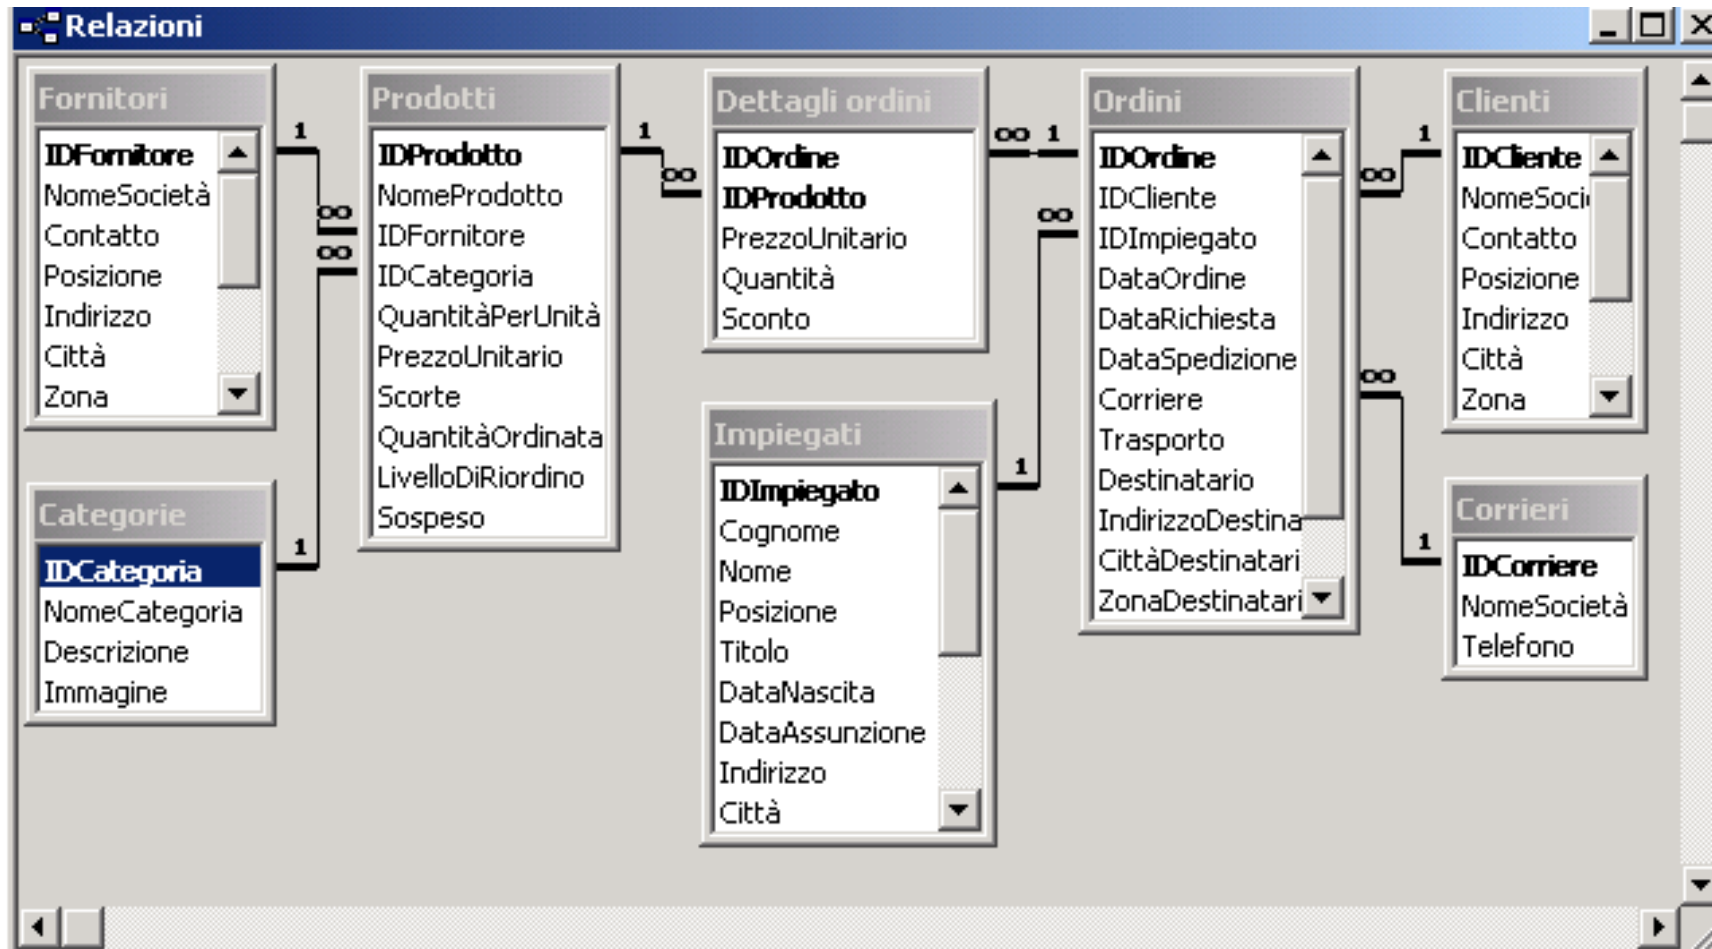 Relazioni
Fornitori
IDFornitore
NomeSocietà
Contatto
Posizione
Indirizzo
Città
Zona
1
∞
Categorie
IDCategoria
NomeCategoria
Descrizione
Immagine
1
∞
Prodotti
IDProdotto
NomeProdotto
IDFornitore
IDCategoria
QuantitàPerUnità
PrezzoUnitario
Scorte
QuantitàOrdinata
LivelloDiRiordino
Sospeso
1
∞
Dettagli ordini
IDOrdine
IDProdotto
PrezzoUnitario
Quantità
Sconto
∞ 1
Impiegati
IDImpiegato
Cognome
Nome
Posizione
Titolo
DataNascita
DataAssunzione
Indirizzo
Città
1
∞
Ordini
IDOrdine
IDCliente
IDImpiegato
DataOrdine
DataRichiesta
DataSpedizione
Corriere
Trasporto
Destinatario
IndirizzoDestina
CittàDestinatari
ZonaDestinatari
∞
1
Clienti
IDCliente
NomeSoci
Contatto
Posizione
Indirizzo
Città
Zona
∞
1
Corrieri
IDCorriere
NomeSocietà
Telefono